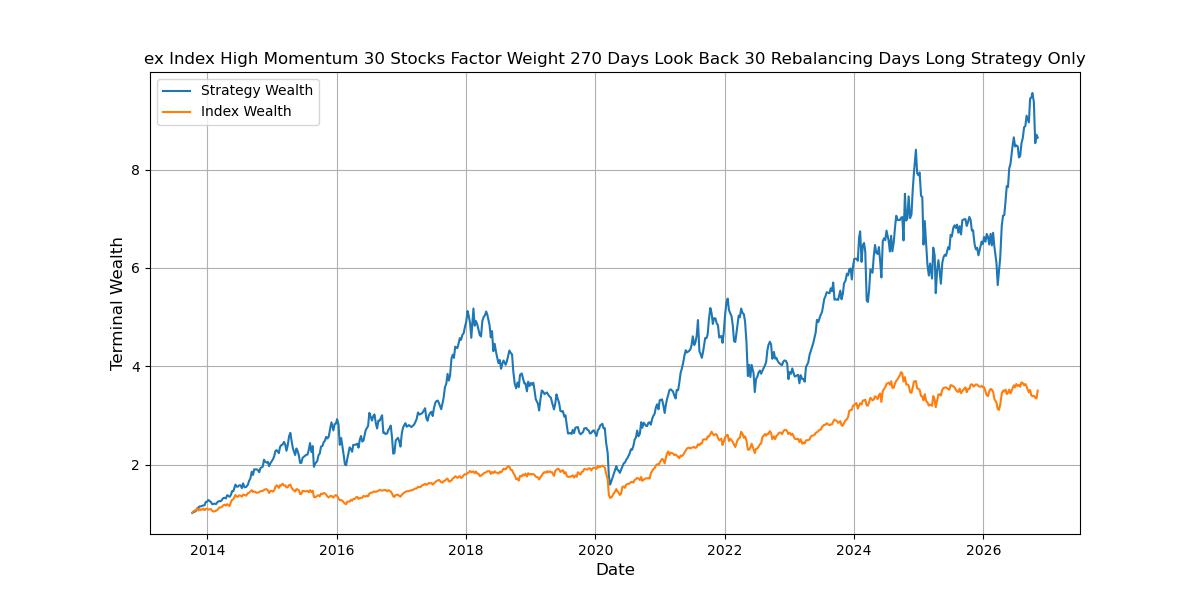 ex Index High Momentum 30 Stocks Factor Weight 270 Days Look Back 30 Rebalancing Days Long Strategy Only
Strategy Wealth
Index Wealth
Terminal Wealth
8
6
4
2
2014 2016 2018 2020 2022 2024 2026
Date